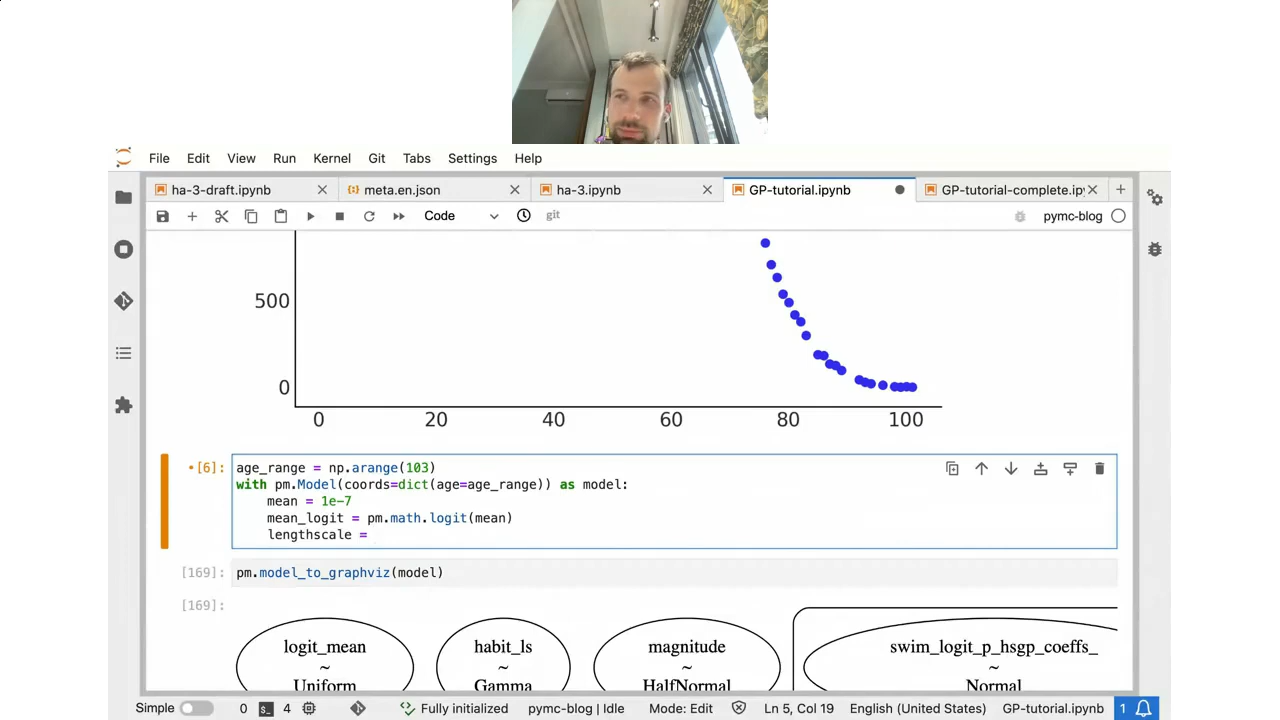 File Edit View Run Kernel Git Tabs Settings Help
ha-3-draft.ipynb meta.en.json ha-3.ipynb GP-tutorial.ipynb GP-tutorial-complete.ip
Code git pymc-blog
500
0
0 20 40 60 80 100
[6]:
age_range = np.arange(103)
with pm.Model(coords=dict(age=age_range)) as model:
mean = 1e-7
mean_logit = pm.math.logit(mean)
lengthscale =
[169]: pm.model_to_graphviz(model)
[169]:
logit_mean habit_ls magnitude swim_logit_p_hsgp_coeffs_
~ ~ ~ ~
Uniform Gamma HalfNormal Normal
Simple 0 4 Fully initialized pymc-blog | Idle Mode: Edit Ln 5, Col 19 English (United States) GP-tutorial.ipynb 1